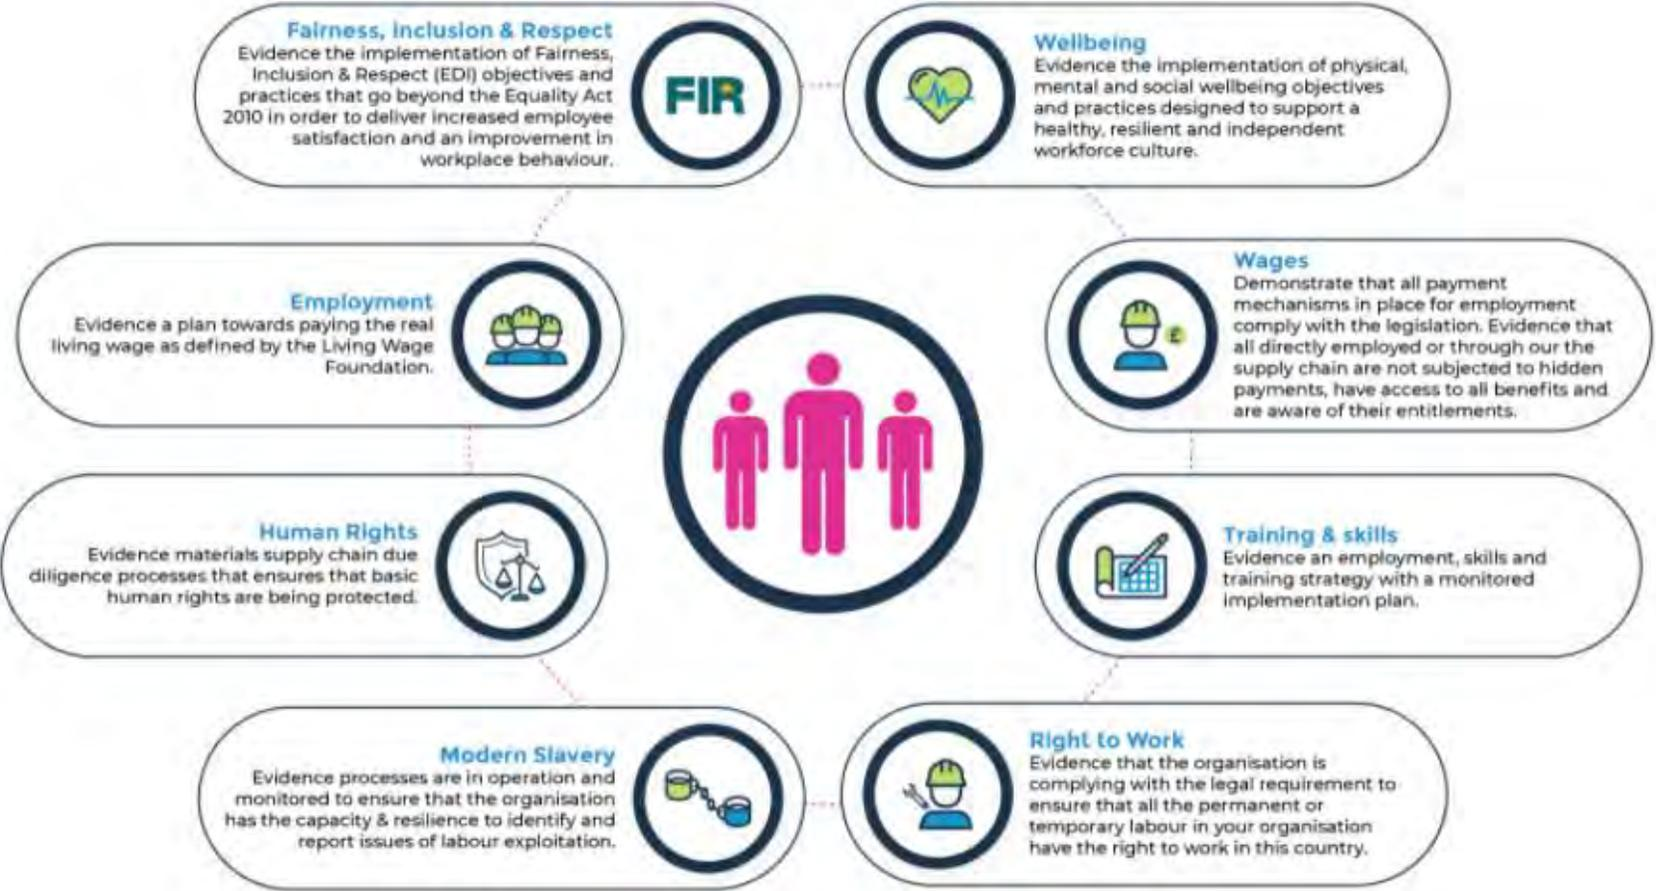 Fairness, Inclusion & Respect
Evidence the implementation of Fairness,
Inclusion & Respect (EDI) objectives and
practices that go beyond the Equality Act
2010 in order to deliver increased employee
satisfaction and an improvement in
workplace behaviour.
FIR
Wellbeing
Evidence the implementation of physical,
mental and social wellbeing objectives
and practices designed to support a
healthy, resilient and independent
workforce culture.
Employment
Evidence a plan towards paying the real
living wage as defined by the Living Wage
Foundation.
£
Wages
Demonstrate that all payment
mechanisms in place for employment
comply with the legislation. Evidence that
all directly employed or through our the
supply chain are not subjected to hidden
payments, have access to all benefits and
are aware of their entitlements.
Human Rights
Evidence materials supply chain due
diligence processes that ensures that basic
human rights are being protected.
Training & skills
Evidence an employment, skills and
training strategy with a monitored
implementation plan.
Modern Slavery
Evidence processes are in operation and
monitored to ensure that the organisation
has the capacity & resilience to identify and
report issues of labour exploitation.
Right to Work
Evidence that the organisation is
complying with the legal requirement to
ensure that all the permanent or
temporary labour in your organisation
have the right to work in this country.